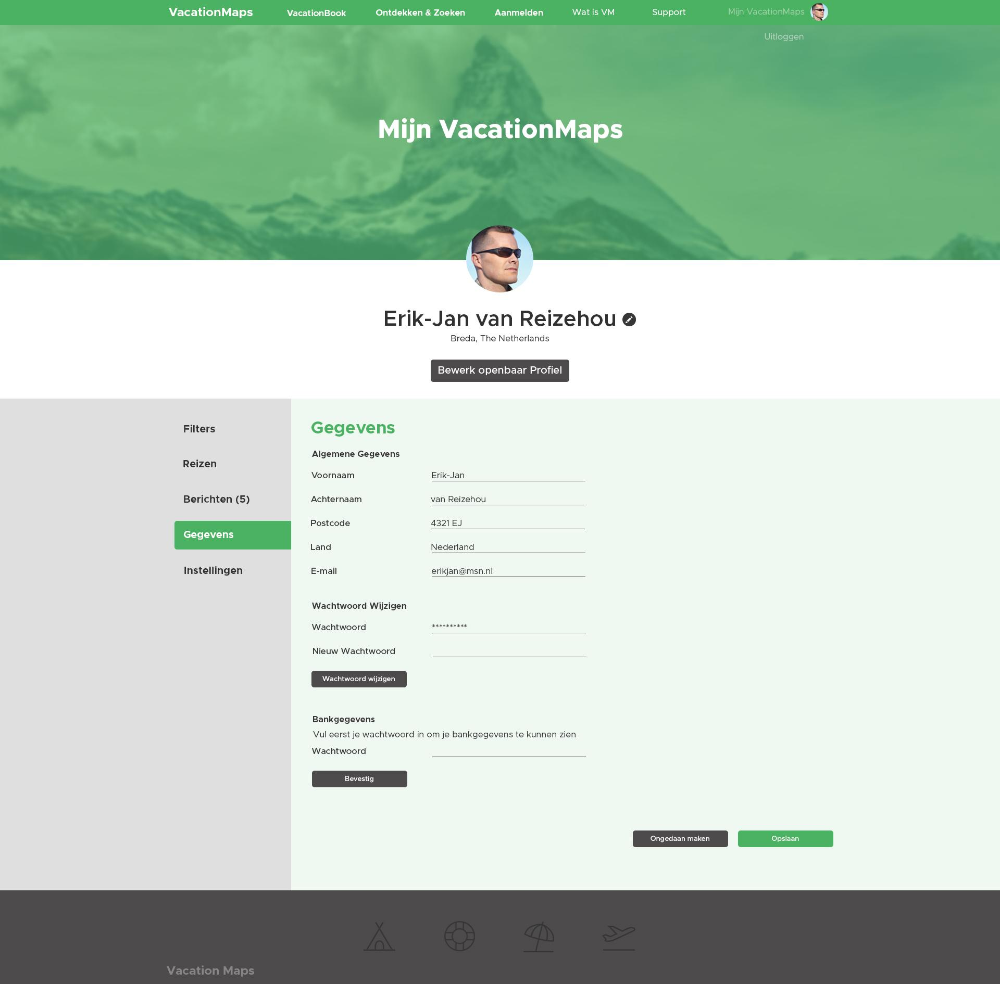 VacationMaps VacationBook Ontdekken & Zoeken Aanmelden Wat is VM Support Mijn VacationMaps
Uitloggen
Mijn VacationMaps
Erik-Jan van Reizehou
Breda, The Netherlands
Bewerk openbaar Profiel
Filters
Reizen
Berichten (5)
Gegevens
Instellingen
Gegevens
Algemene Gegevens
Voornaam Erik-Jan
Achternaam van Reizehou
Postcode 4321 EJ
Land Nederland
E-mail erikjan@msn.nl
Wachtwoord Wijzigen
Wachtwoord **********
Nieuw Wachtwoord
Wachtwoord wijzigen
Bankgegevens
Vul eerst je wachtwoord in om je bankgegevens te kunnen zien
Wachtwoord
Bevestig
Ongedaan maken Opslaan
Vacation Maps